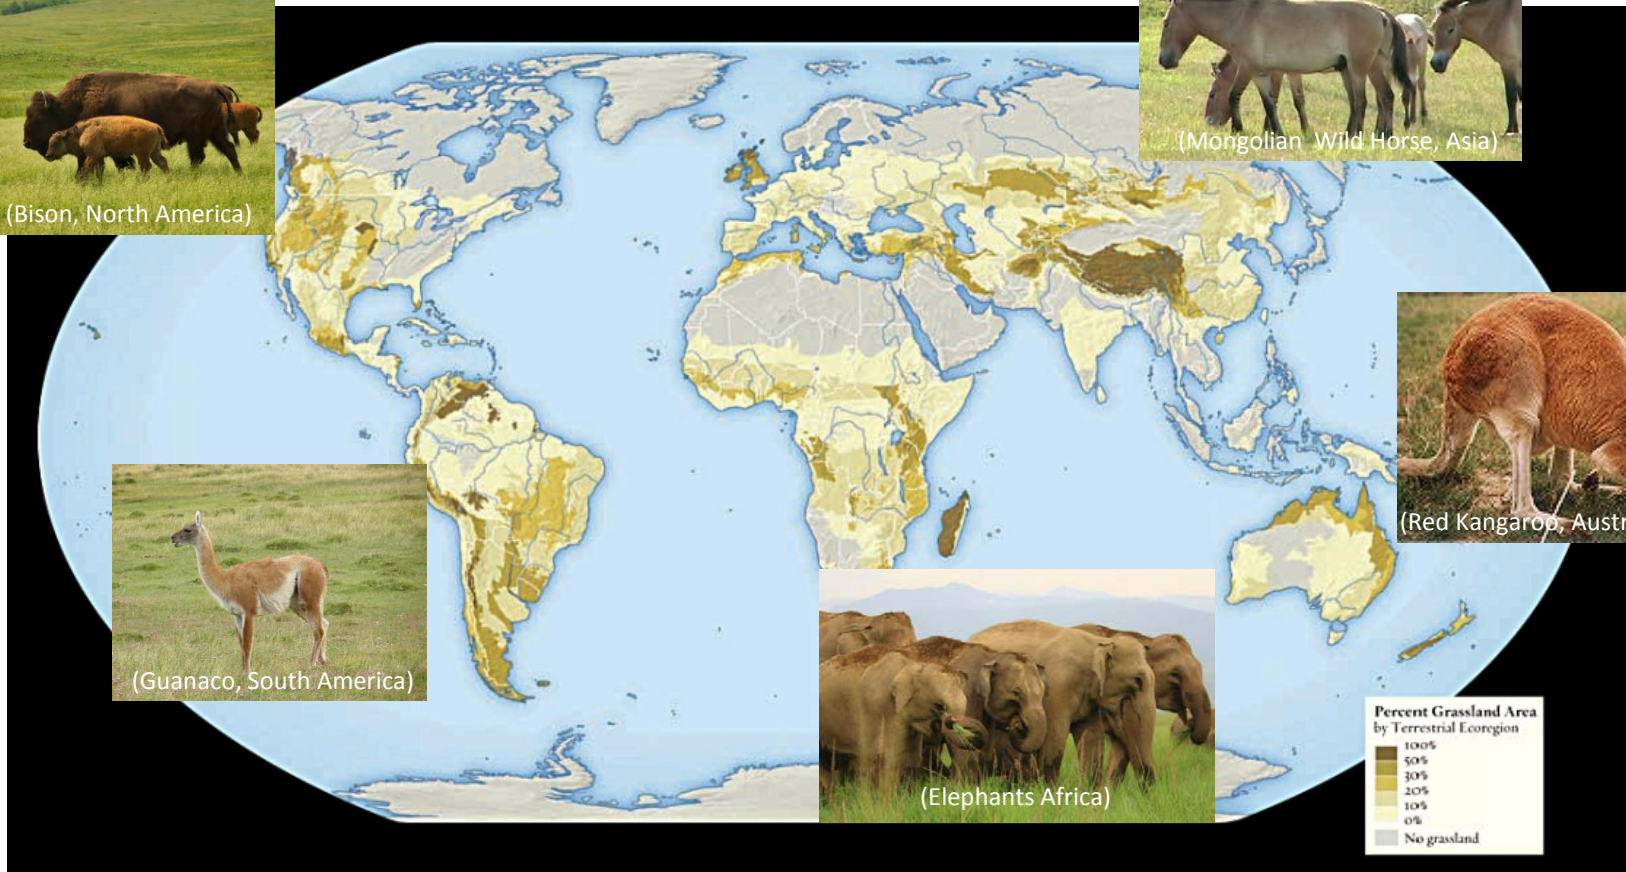 (Mongolian  Wild Horse, Asia)
(Bison, North America)
(Red Kangaroo, Austr
(Guanaco, South America)
(Elephants Africa)
Percent Grassland Area
by Terrestrial Ecoregion
100%
50%
30%
20%
10%
0%
No grassland